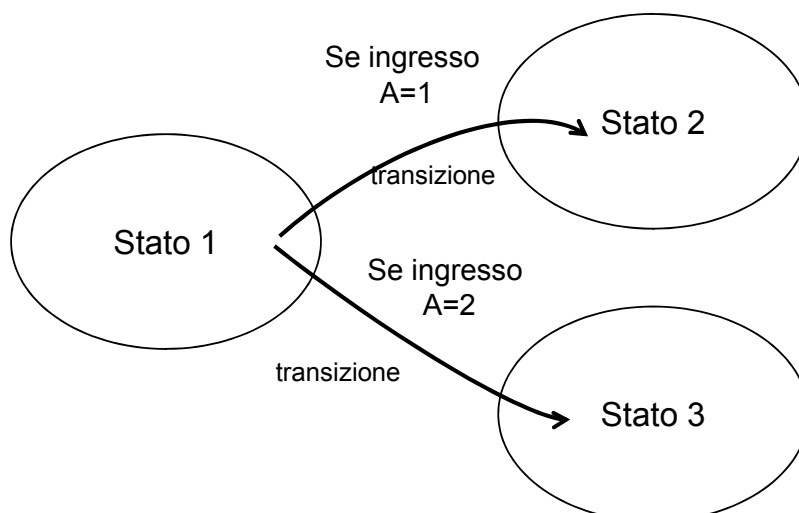 Se ingresso
A=1
Stato 2
transizione
Stato 1
Se ingresso
A=2
transizione
Stato 3